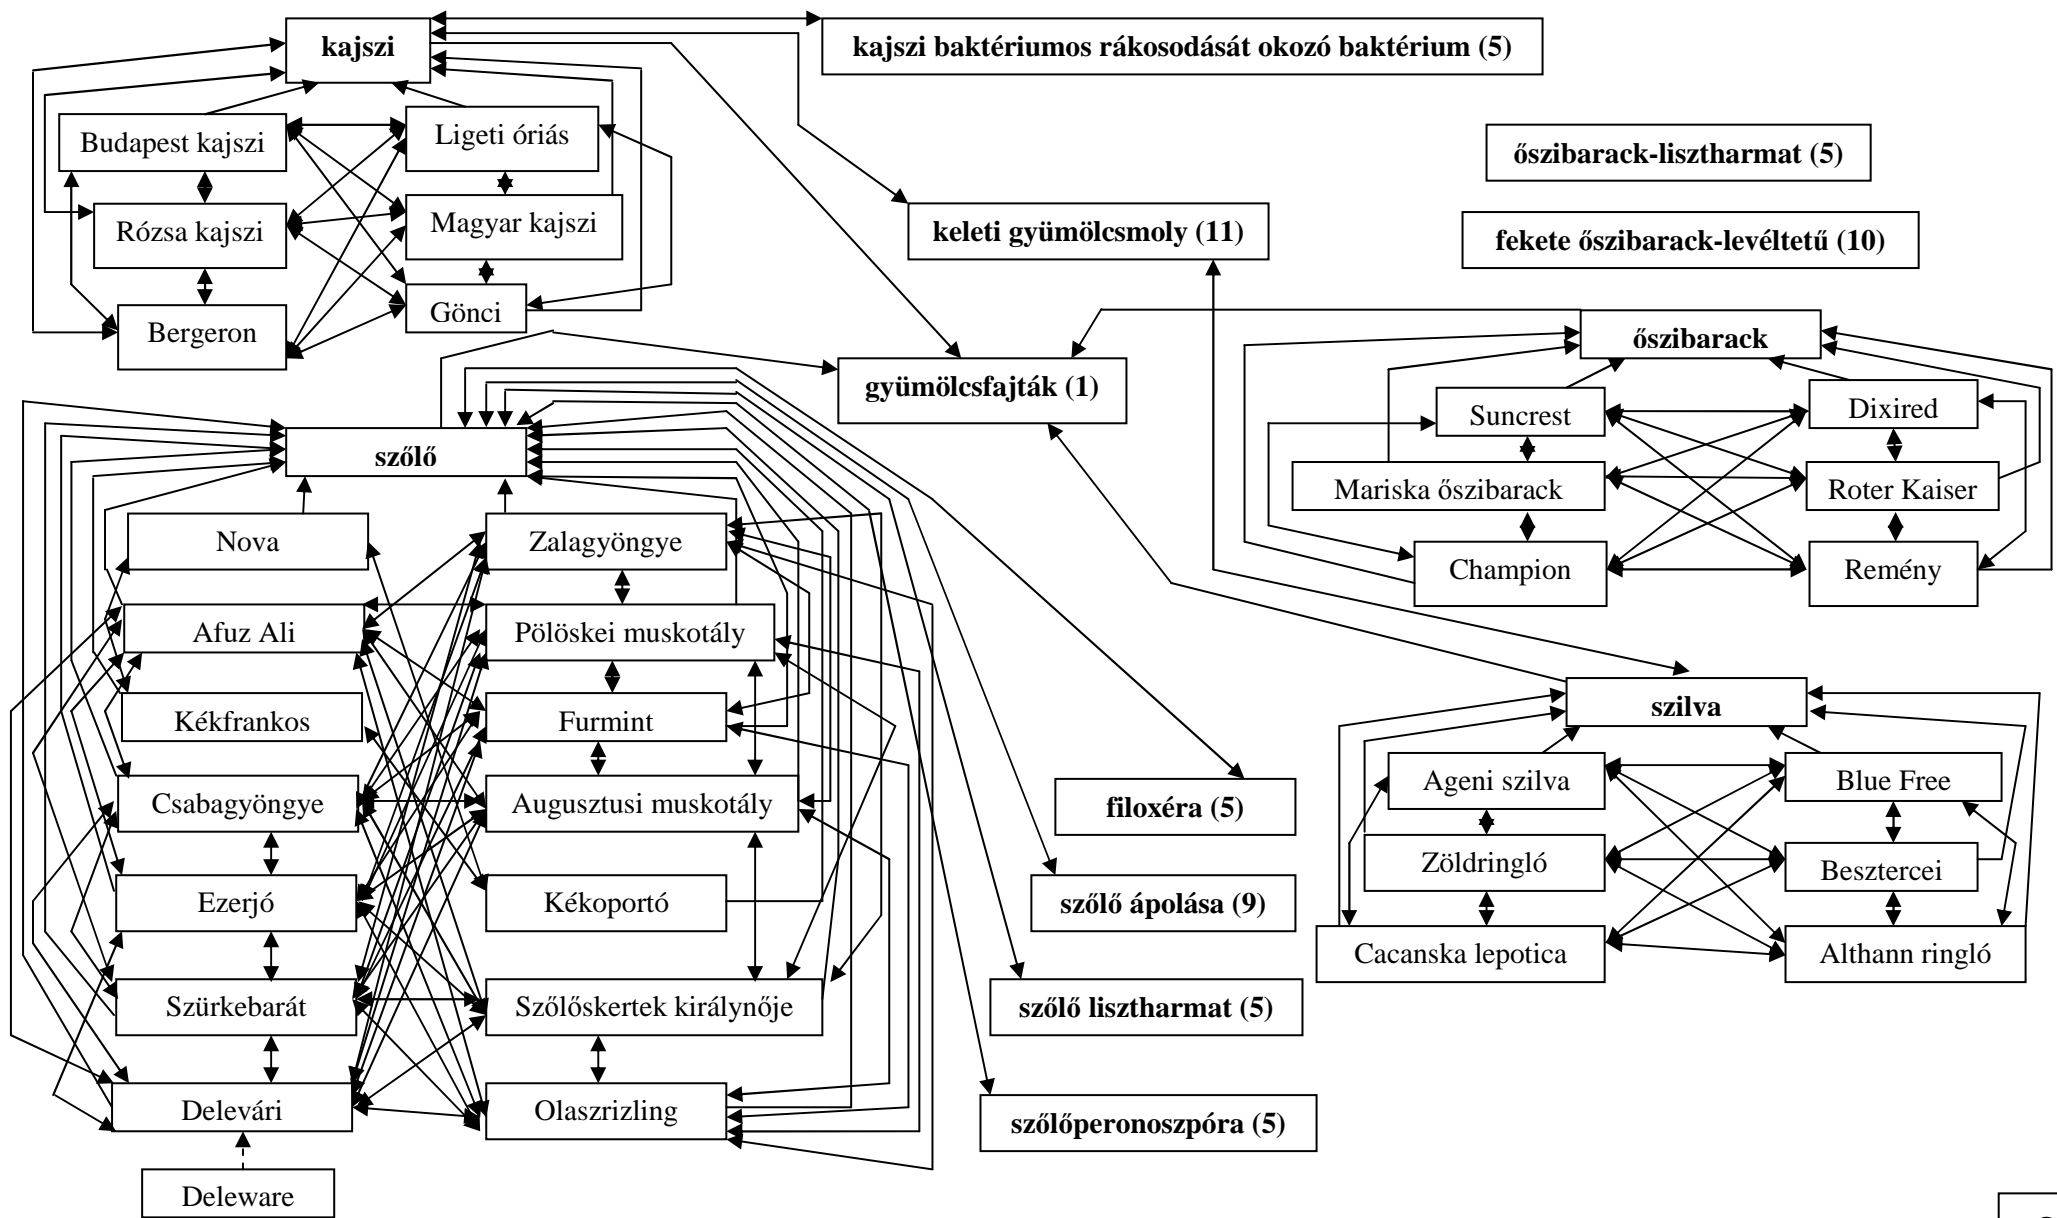 kajszi
kajszi baktériumos rákosodását okozó baktérium (5)
Budapest kajszi
Ligeti óriás
őszibarack-lisztharmat (5)
Rózsa kajszi
Magyar kajszi
keleti gyümölcsmoly (11)
fekete őszibarack-levéltetű (10)
Bergeron
Gönci
őszibarack
gyümölcsfajták (1)
Suncrest
Dixired
szőlő
Mariska őszibarack
Roter Kaiser
Nova
Zalagyöngye
Champion
Remény
Afuz Ali
Pölöskei muskotály
Kékfrankos
Furmint
szilva
Csabagyöngye
Augusztusi muskotály
filoxéra (5)
Ageni szilva
Blue Free
Ezerjó
Kékoportó
szőlő ápolása (9)
Zöldringló
Besztercei
Szürkebarát
Szőlőskertek királynője
szőlő lisztharmat (5)
Cacanska lepotica
Althann ringló
Delevári
Olaszrizling
szőlőperonoszpóra (5)
Deleware